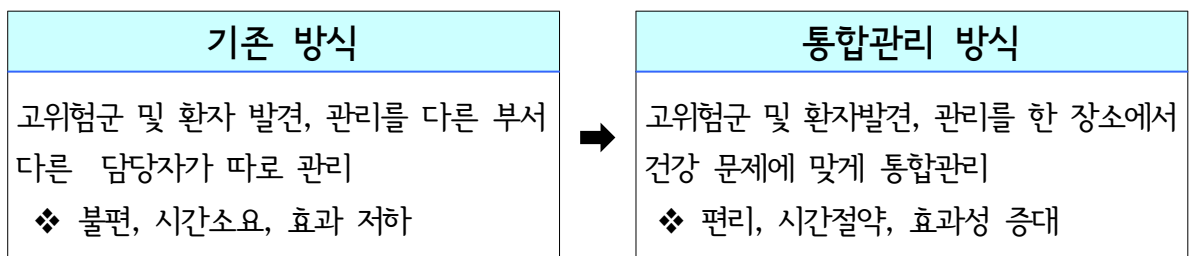 기존 방식
고위험군 및 환자 발견, 관리를 다른 부서
다른 담당자가 따로 관리
❖ 불편, 시간소요, 효과 저하
➡
통합관리 방식
고위험군 및 환자발견, 관리를 한 장소에서
건강 문제에 맞게 통합관리
❖ 편리, 시간절약, 효과성 증대